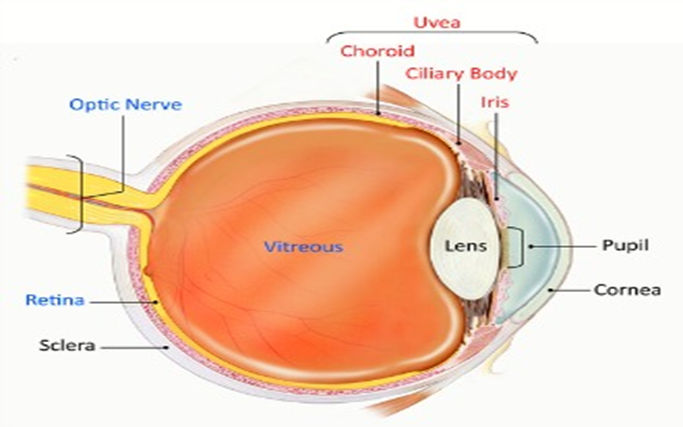 Uvea
Choroid
Ciliary Body
Optic Nerve
Iris
Vitreous
Lens
Pupil
Retina
Cornea
Sclera